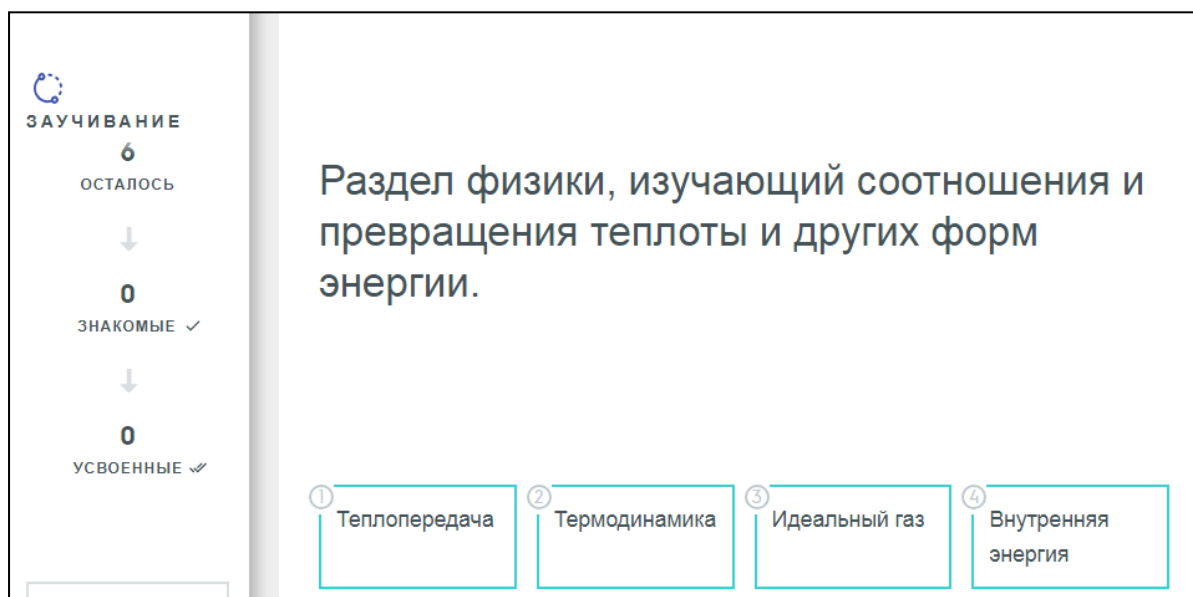 ЗАУЧИВАНИЕ
6
ОСТАЛОСЬ
0
ЗНАКОМЫЕ
0
УСВОЕННЫЕ
Раздел физики, изучающий соотношения и
превращения теплоты и других форм
энергии.
1
Теплопередача
2
Термодинамика
3
Идеальный газ
4
Внутренняя
энергия